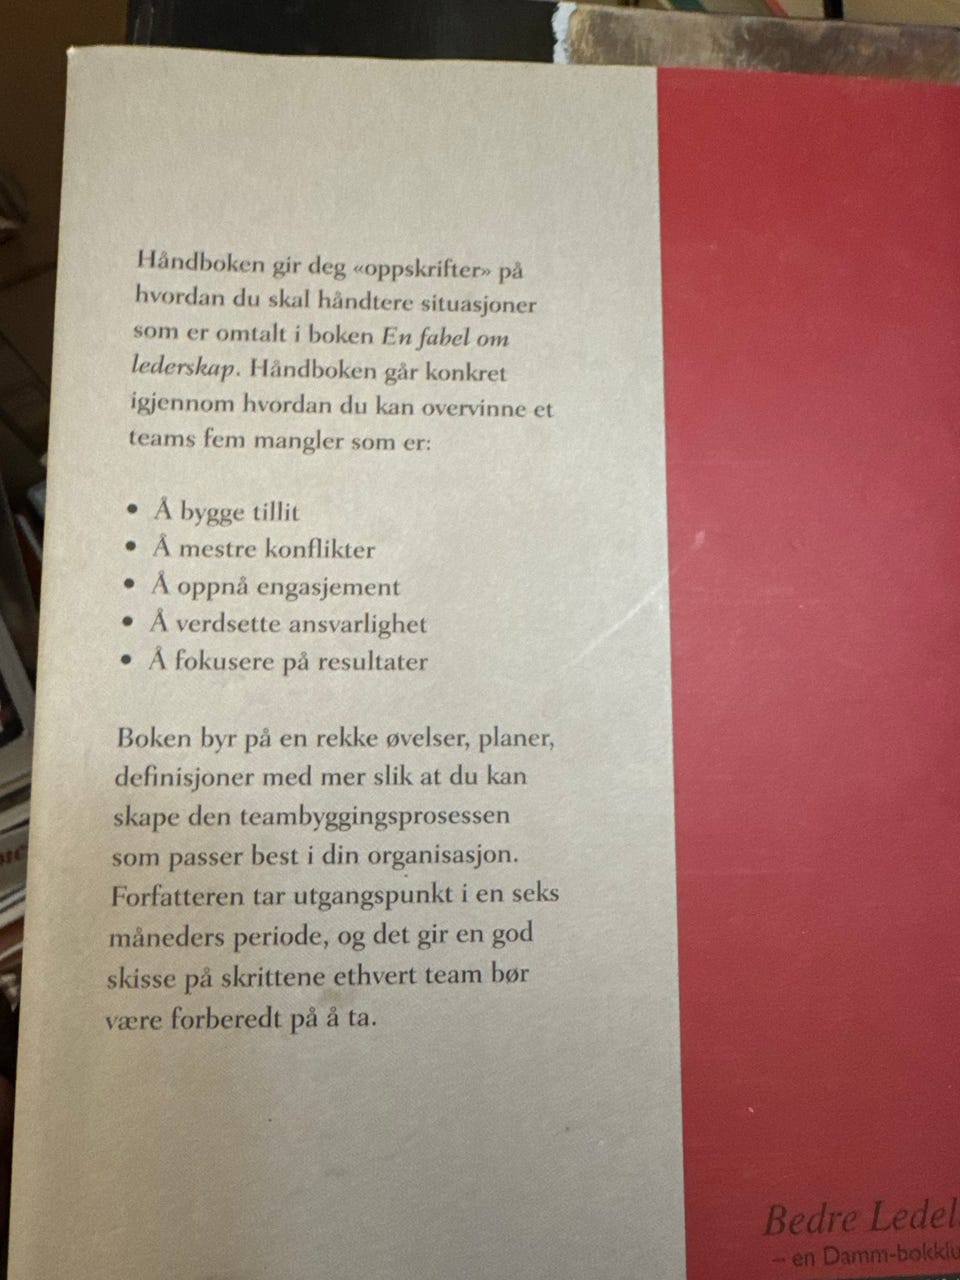 Håndboken gir deg «oppskrifter» på
hvordan du skal håndtere situasjoner
som er omtalt i boken En fabel om
lederskap. Håndboken går konkret
igjennom hvordan du kan overvinne et
teams fem mangler som er:
• Å bygge tillit
• Å mestre konflikter
• Å oppnå engasjement
• Å verdsette ansvarlighet
• Å fokusere på resultater
Boken byr på en rekke øvelser, planer,
definisjoner med mer slik at du kan
skape den teambyggingsprosessen
som passer best i din organisasjon.
Forfatteren tar utgangspunkt i en seks
måneders periode, og det gir en god
skisse på skrittene ethvert team bør
være forberedt på å ta.
Bedre
– en